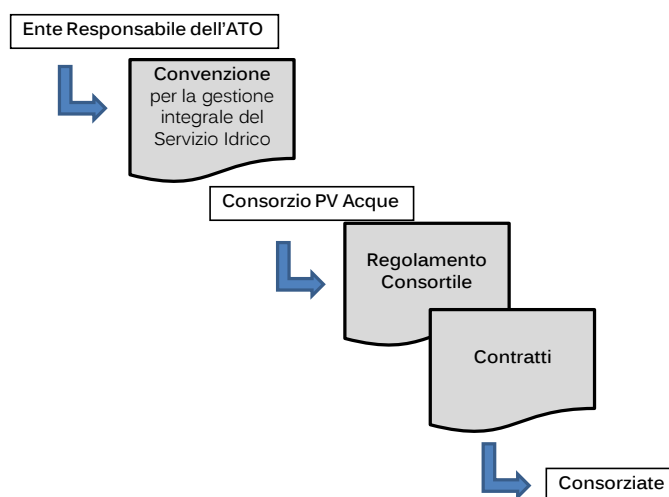 Ente Responsabile dell'ATO
Convenzione
per la gestione
integrale del
Servizio Idrico
Consorzio PV Acque
Regolamento
Consortile
Contratti
Consorziate